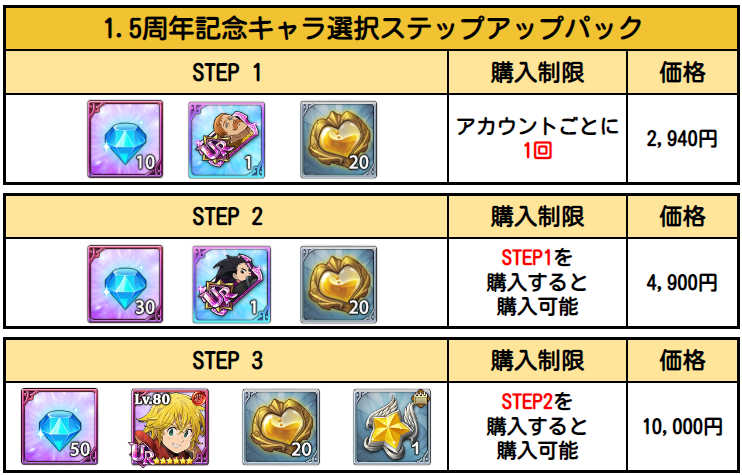 1.5周年記念キャラ選択ステップアップパック
STEP 1 購入制限 価格
10 UR 1 20 アカウントごとに 2,940円
1回
STEP 2 購入制限 価格
30 UR 1 20 STEP1を 4,900円
購入すると
購入可能
STEP 3 購入制限 価格
Lv.80
50 UR 20 1 STEP2を 10,000円
購入すると
購入可能